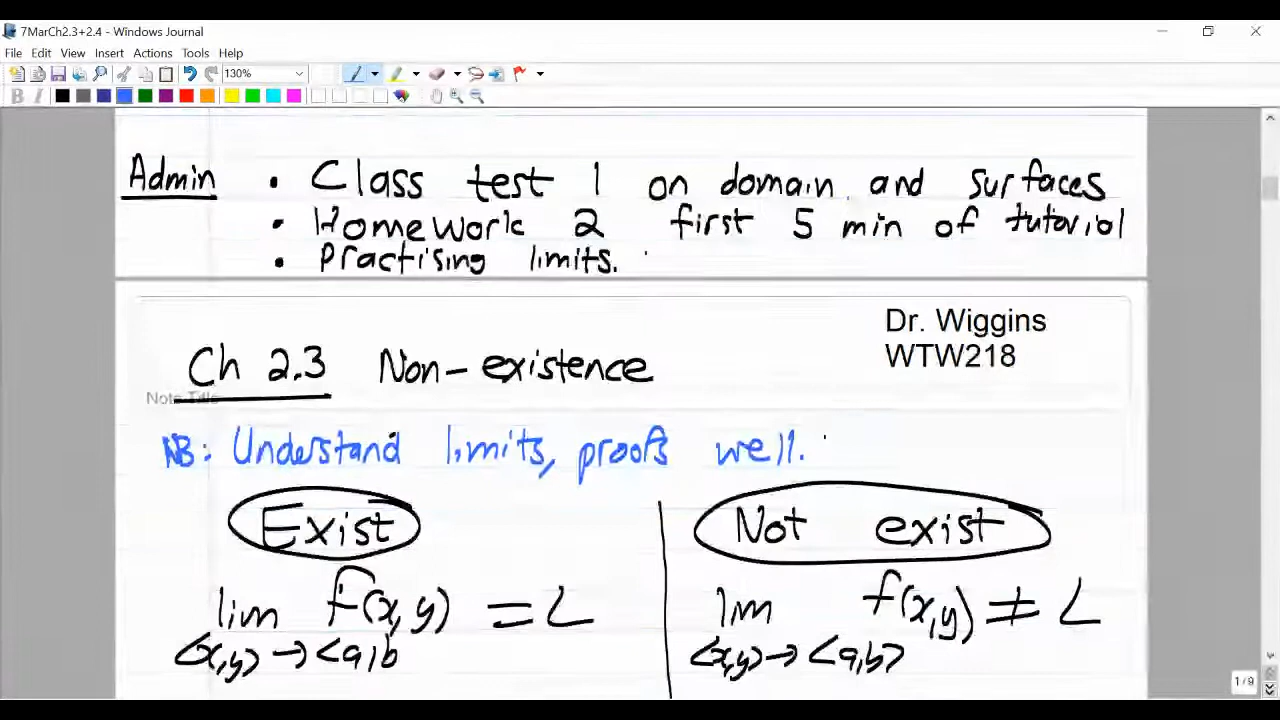 7MarCh2.3+2.4 - Windows Journal
File Edit View Insert Actions Tools Help
130%
B I
Admin • Class test 1 on domain and surfaces
• Homework 2 first 5 min of tutorial
• Practising limits.
Dr. Wiggins
WTW218
Ch 2.3 Non-existence
Note Title
NB: Understand limits, proofs well.
Exist
Not exist
lim f(x,y) = L
<x,y> → <a,b
lim f(x,y) ≠ L
<x,y> → <a,b>
1/9